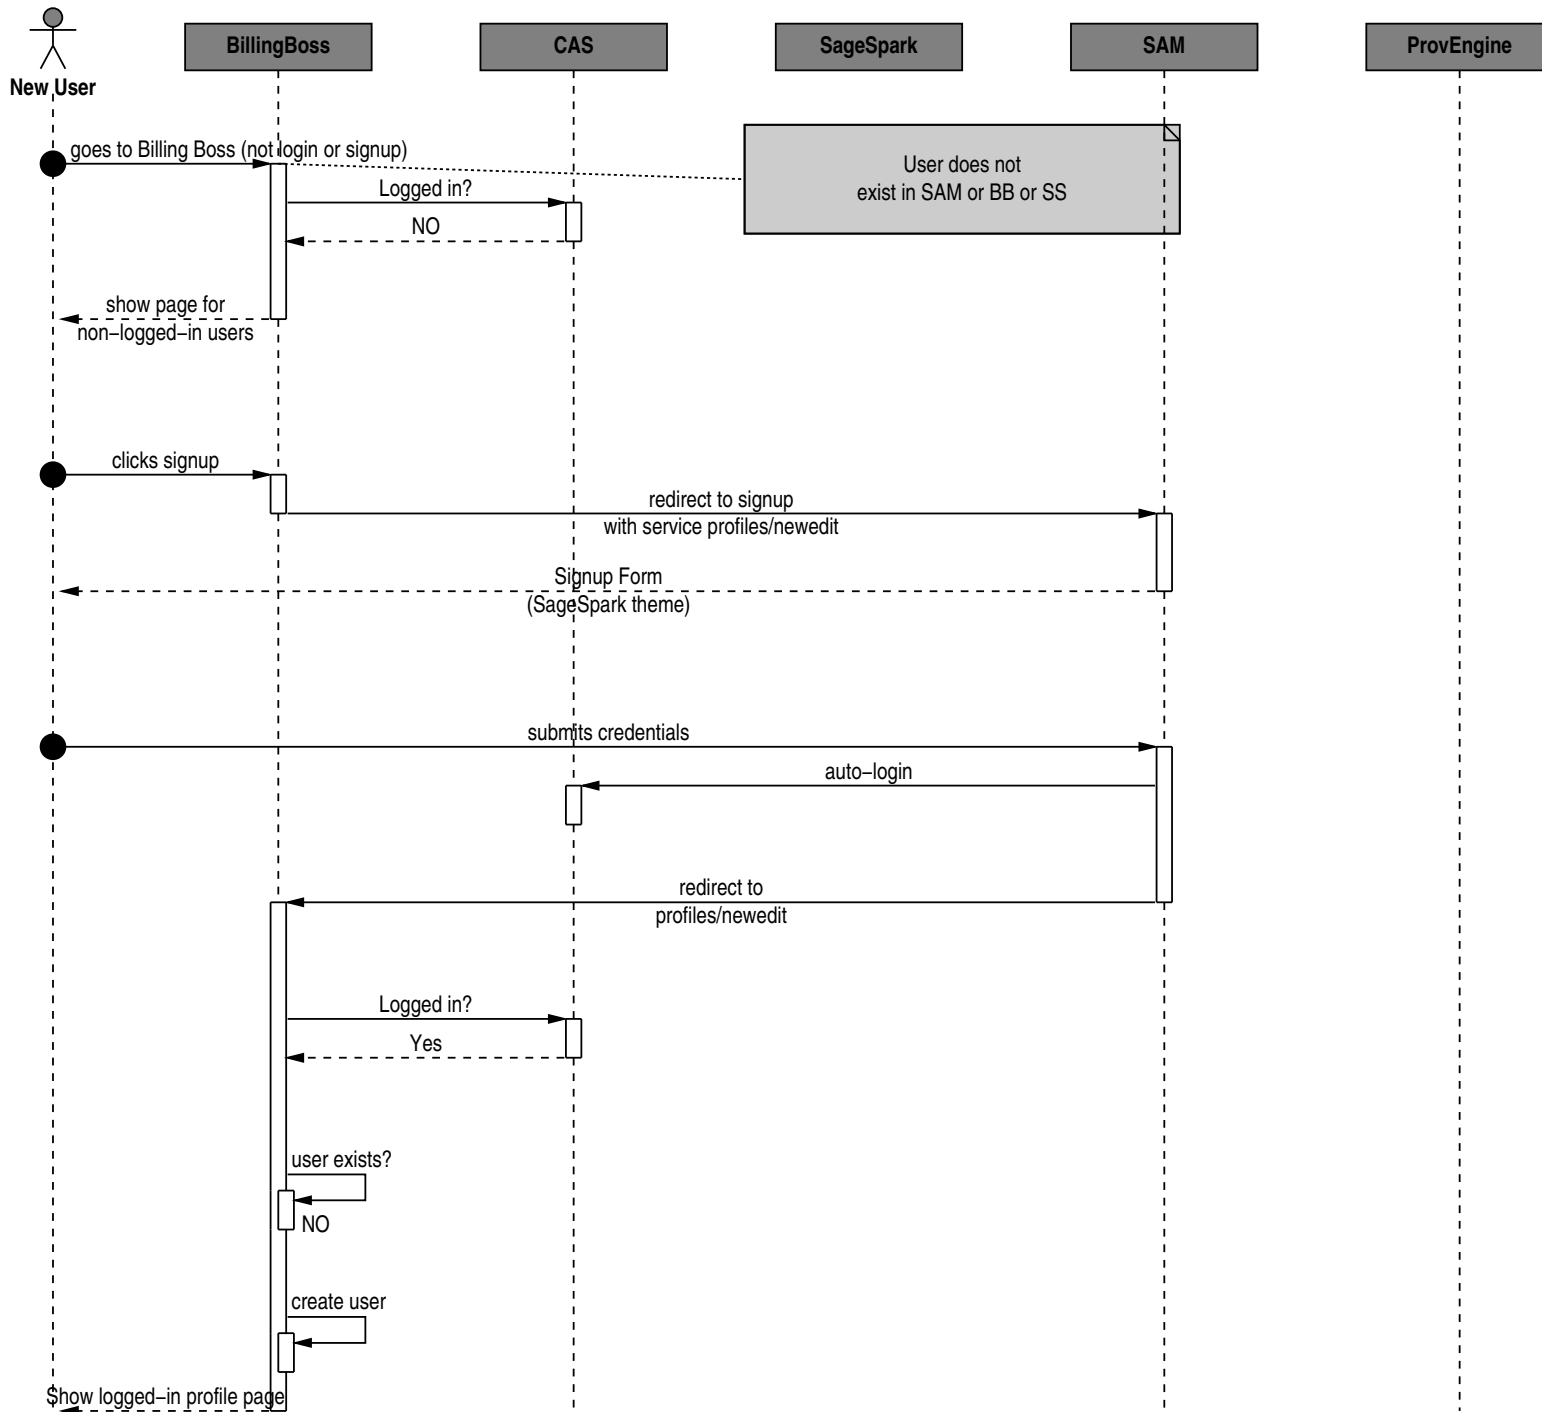 New User
BillingBoss
CAS
SageSpark
SAM
ProvEngine
goes to Billing Boss (not login or signup)
User does not
exist in SAM or BB or SS
Logged in?
NO
show page for
non–logged–in users
clicks signup
redirect to signup
with service profiles/newedit
Signup Form
(SageSpark theme)
submits credentials
auto–login
redirect to
profiles/newedit
Logged in?
Yes
user exists?
NO
create user
Show logged–in profile page